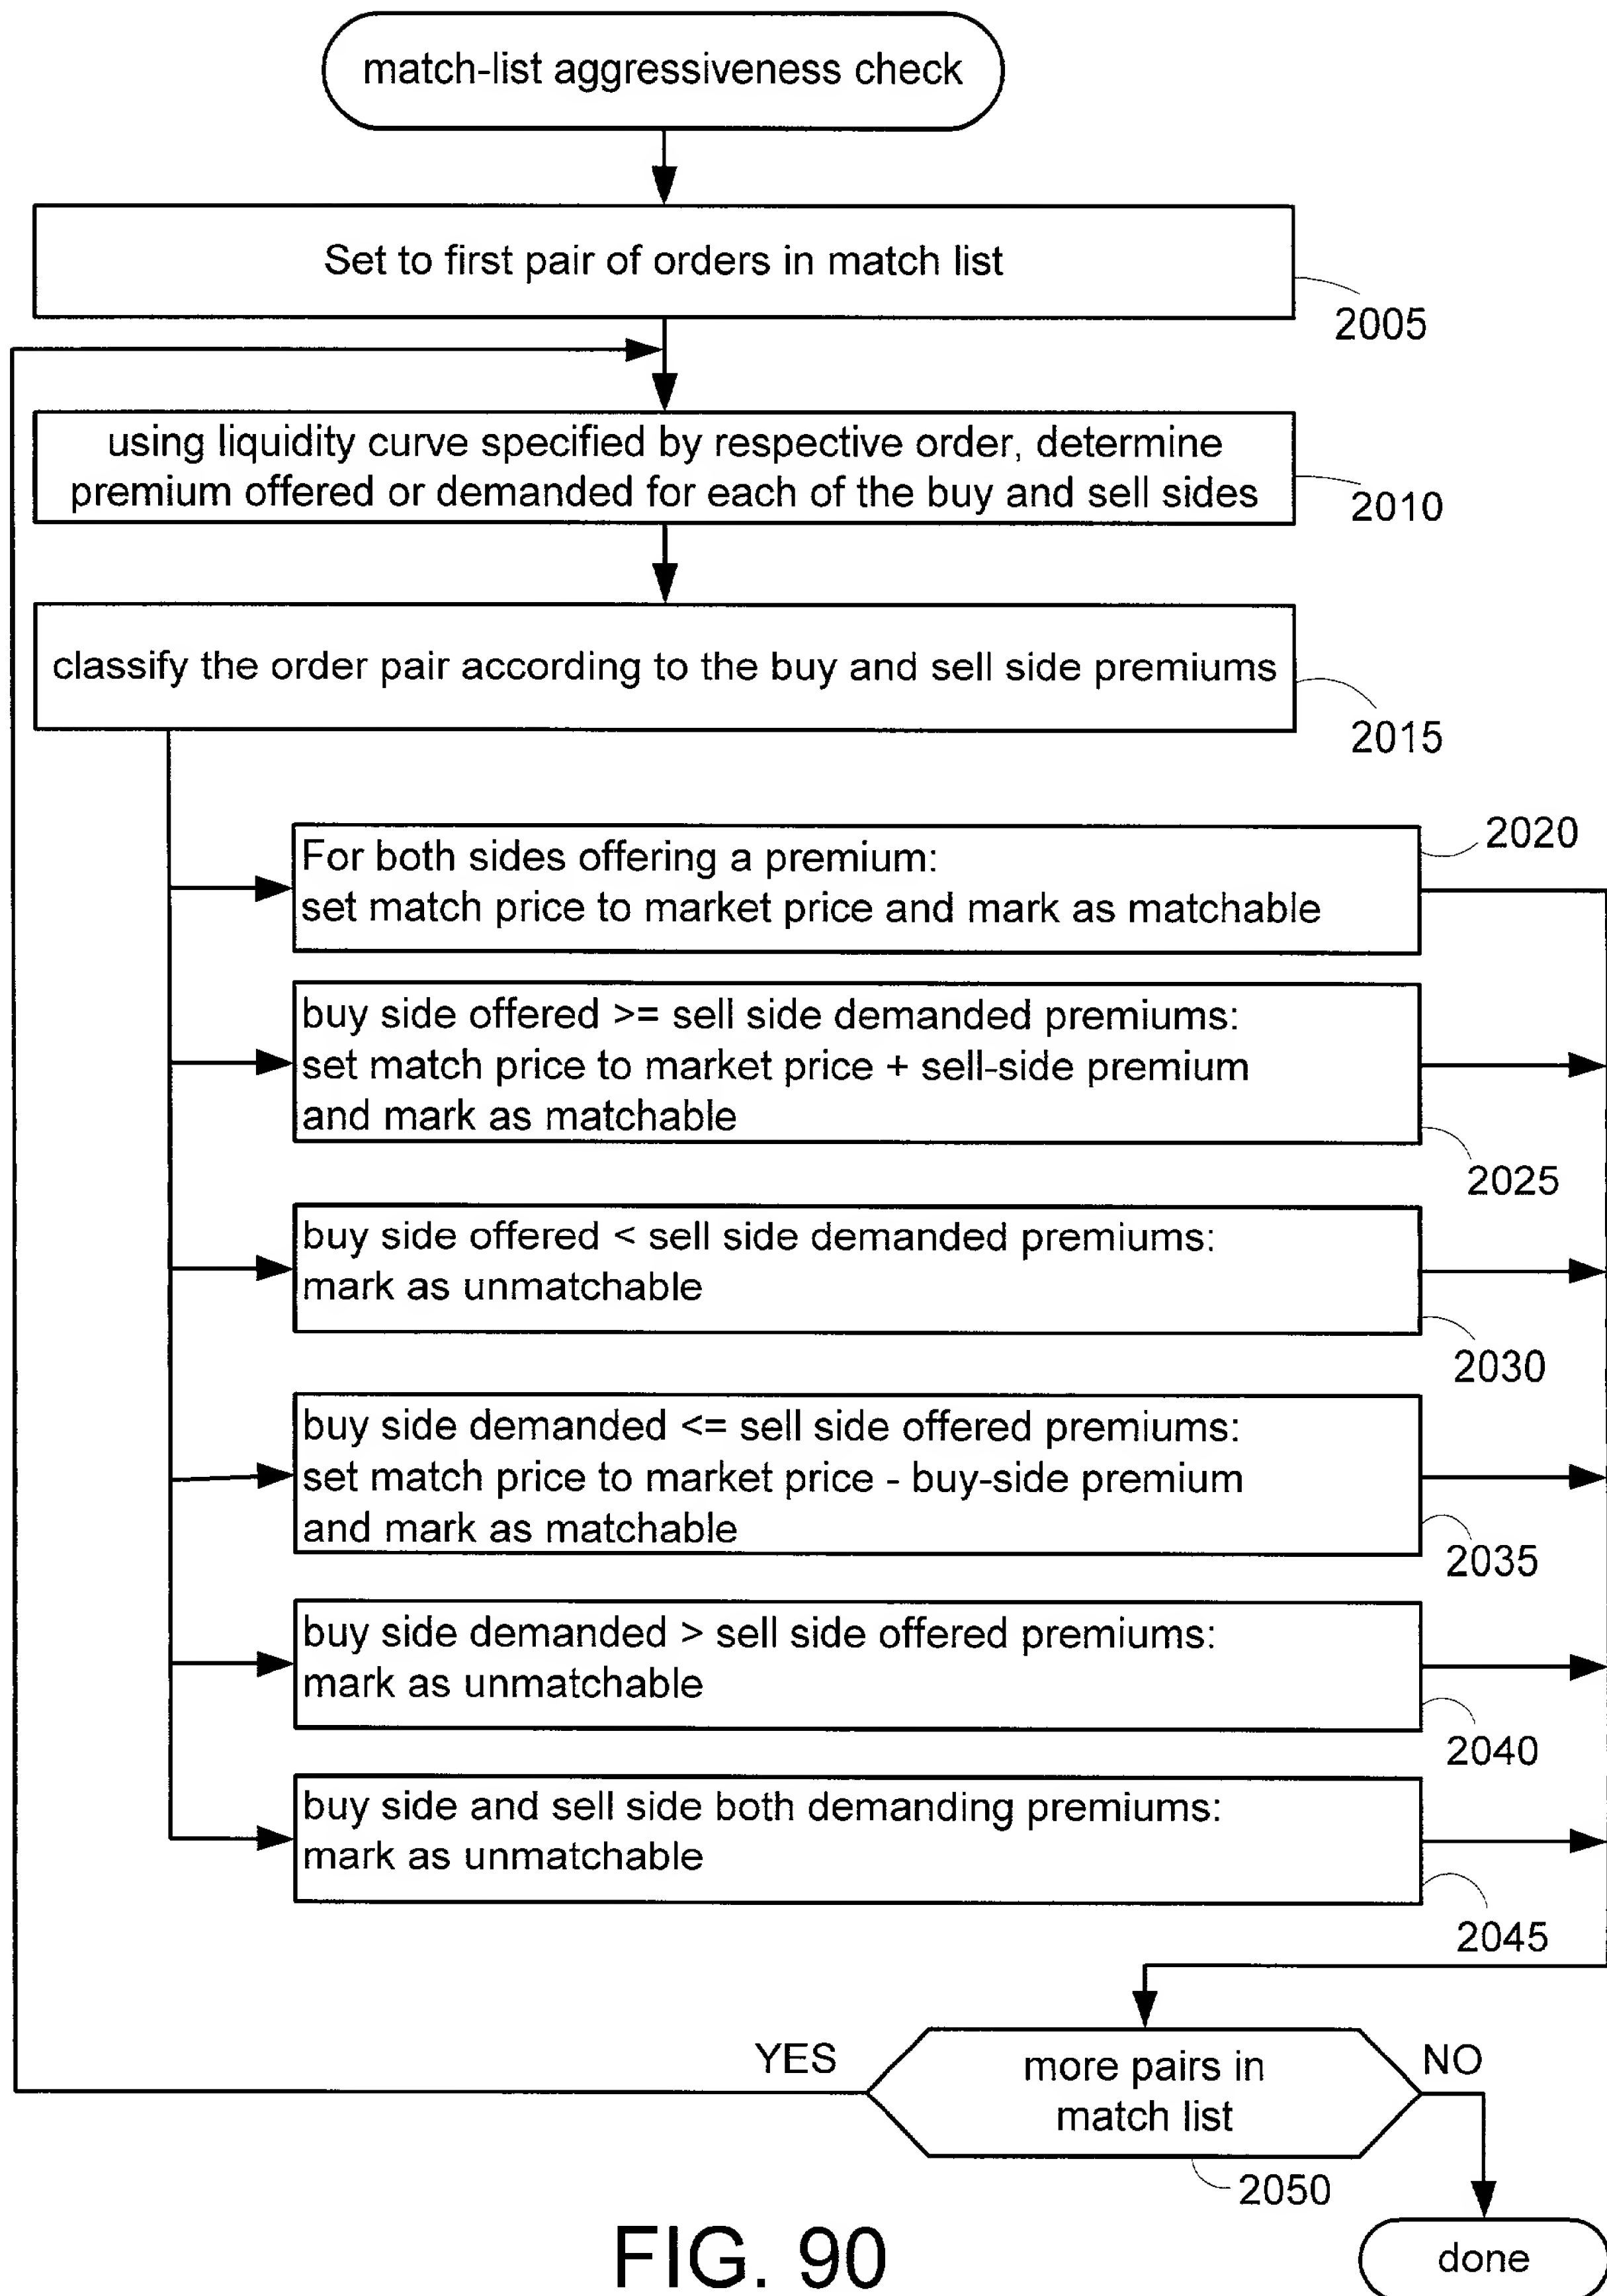 match-list aggressiveness check
Set to first pair of orders in match list
2005
using liquidity curve specified by respective order, determine
premium offered or demanded for each of the buy and sell sides
2010
classify the order pair according to the buy and sell side premiums
2015
For both sides offering a premium:
set match price to market price and mark as matchable
2020
buy side offered >= sell side demanded premiums:
set match price to market price + sell-side premium
and mark as matchable
2025
buy side offered < sell side demanded premiums:
mark as unmatchable
2030
buy side demanded <= sell side offered premiums:
set match price to market price - buy-side premium
and mark as matchable
2035
buy side demanded > sell side offered premiums:
mark as unmatchable
2040
buy side and sell side both demanding premiums:
mark as unmatchable
2045
YES
more pairs in
match list
NO
2050
done
FIG. 90